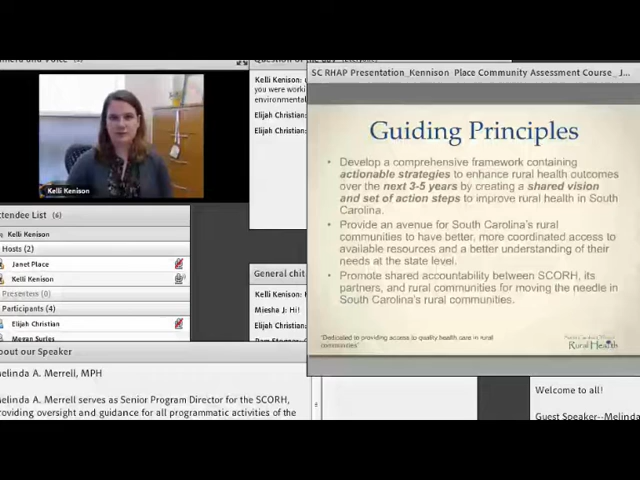 Kelli Kenison
ttendee List (6)
Kelli Kenison
Hosts (2)
Janet Place
Kelli Kenison
Presenters (0)
Participants (4)
Elijah Christian
Megan Surles
bout our Speaker
elinda A. Merrell, MPH
elinda A. Merrell serves as Senior Program Director for the SCORH,
roviding oversight and guidance for all programmatic activities of the
Kelli Kenison:
you were worki
environmental
Elijah Christian:
Elijah Christian:
General chit
Kelli Kenison:
Miesha J: Hi!
Elijah Christian:
SC RHAP Presentation_Kennison Place Community Assessment Course_ J...
Guiding Principles
• Develop a comprehensive framework containing
actionable strategies to enhance rural health outcomes
over the next 3-5 years by creating a shared vision
and set of action steps to improve rural health in South
Carolina.
• Provide an avenue for South Carolina's rural
communities to have better, more coordinated access to
available resources and a better understanding of their
needs at the state level.
• Promote shared accountability between SCORH, its
partners, and rural communities for moving the needle in
South Carolina's rural communities.
"Dedicated to providing access to quality health care in rural
communities"
Rural Health
Welcome to all!
Guest Speaker--Melinda